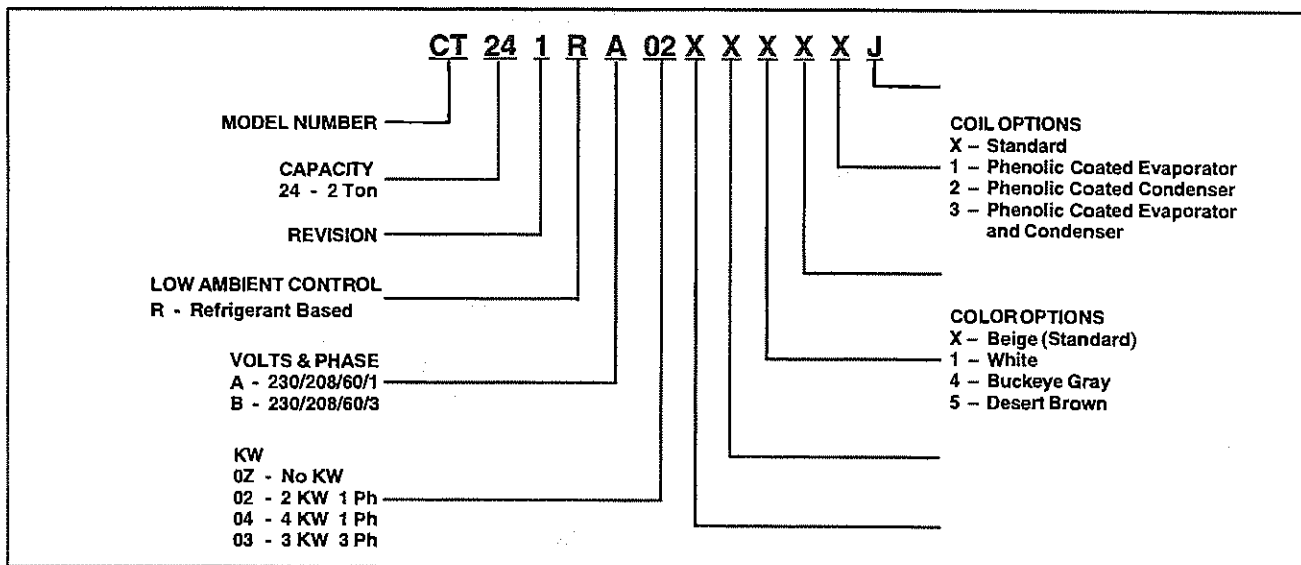 CT 24 1 R A 02 X X X X X J
MODEL NUMBER
CAPACITY
24 - 2 Ton
REVISION
LOW AMBIENT CONTROL
R - Refrigerant Based
VOLTS & PHASE
A - 230/208/60/1
B - 230/208/60/3
KW
0Z - No KW
02 - 2 KW 1 Ph
04 - 4 KW 1 Ph
03 - 3 KW 3 Ph
COIL OPTIONS
X – Standard
1 – Phenolic Coated Evaporator
2 – Phenolic Coated Condenser
3 – Phenolic Coated Evaporator
and Condenser
COLOR OPTIONS
X – Beige (Standard)
1 – White
4 – Buckeye Gray
5 – Desert Brown